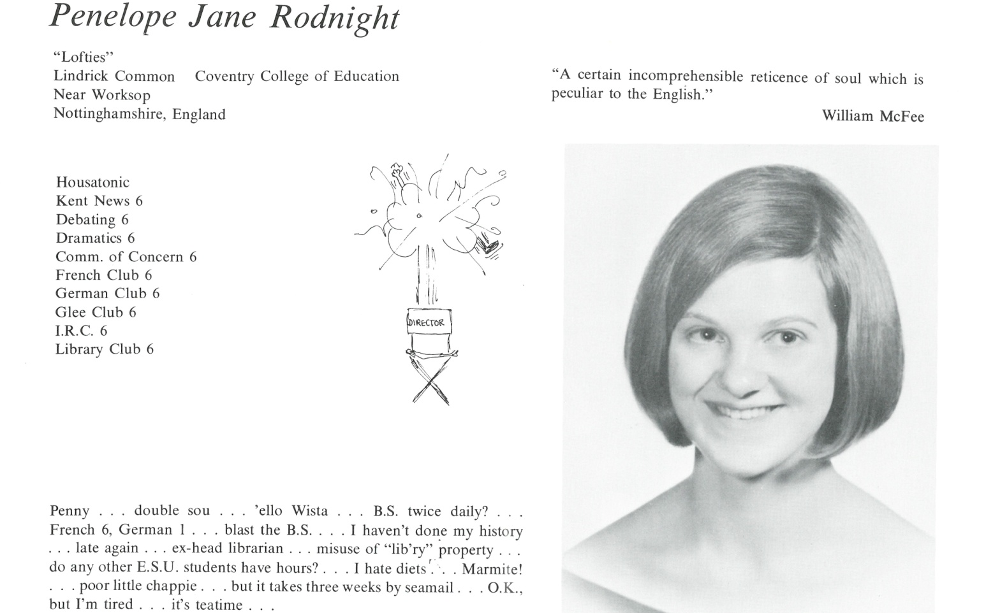 Penelope Jane Rodnight
“Lofties”
Lindrick Common Coventry College of Education
Near Worksop
Nottinghamshire, England
“A certain incomprehensible reticence of soul which is
peculiar to the English.”
William McFee
Housatonic
Kent News 6
Debating 6
Dramatics 6
Comm. of Concern 6
French Club 6
German Club 6
Glee Club 6
I.R.C. 6
Library Club 6
DIRECTOR
Penny . . . double sou . . . ’ello Wista . . . B.S. twice daily? . . .
French 6, German 1 . . . blast the B.S. . . . I haven’t done my history
. . . late again . . . ex-head librarian . . . misuse of “lib’ry” property . . .
do any other E.S.U. students have hours? . . . I hate diets . . . Marmite!
. . . poor little chappie . . . but it takes three weeks by seamail . . . O.K.,
but I’m tired . . . it’s teatime . . .